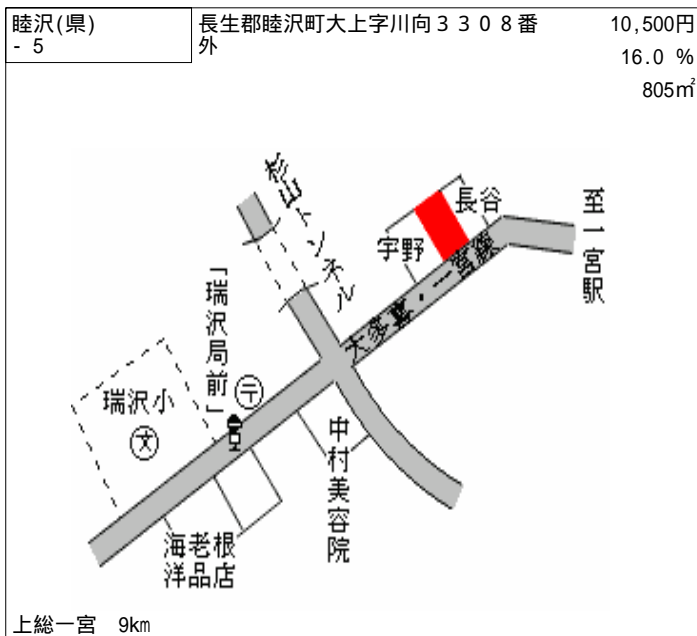 睦沢(県)
- 5
長生郡睦沢町大上字川向３３０８番
外
10,500円
16.0 %
805㎡
杉山トンネル
長谷
宇野
至一宮駅
大多喜・一宮線
「瑞沢局前」
〒
瑞沢小
文
中村美容院
海老根
洋品店
上総一宮 9km